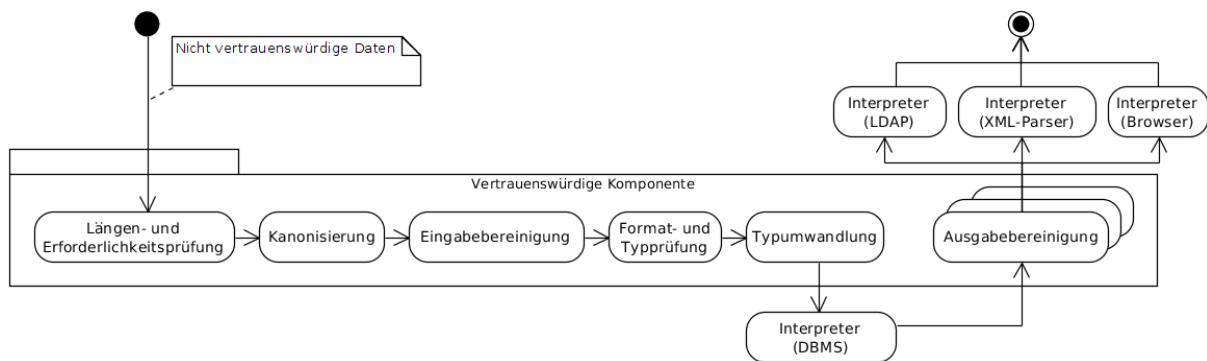 Nicht vertrauenswürdige Daten
Interpreter
(LDAP)
Interpreter
(XML-Parser)
Interpreter
(Browser)
Vertrauenswürdige Komponente
Längen- und
Erforderlichkeitsprüfung
Kanonisierung
Eingabebereinigung
Format- und
Typprüfung
Typumwandlung
Ausgabebereinigung
Interpreter
(DBMS)